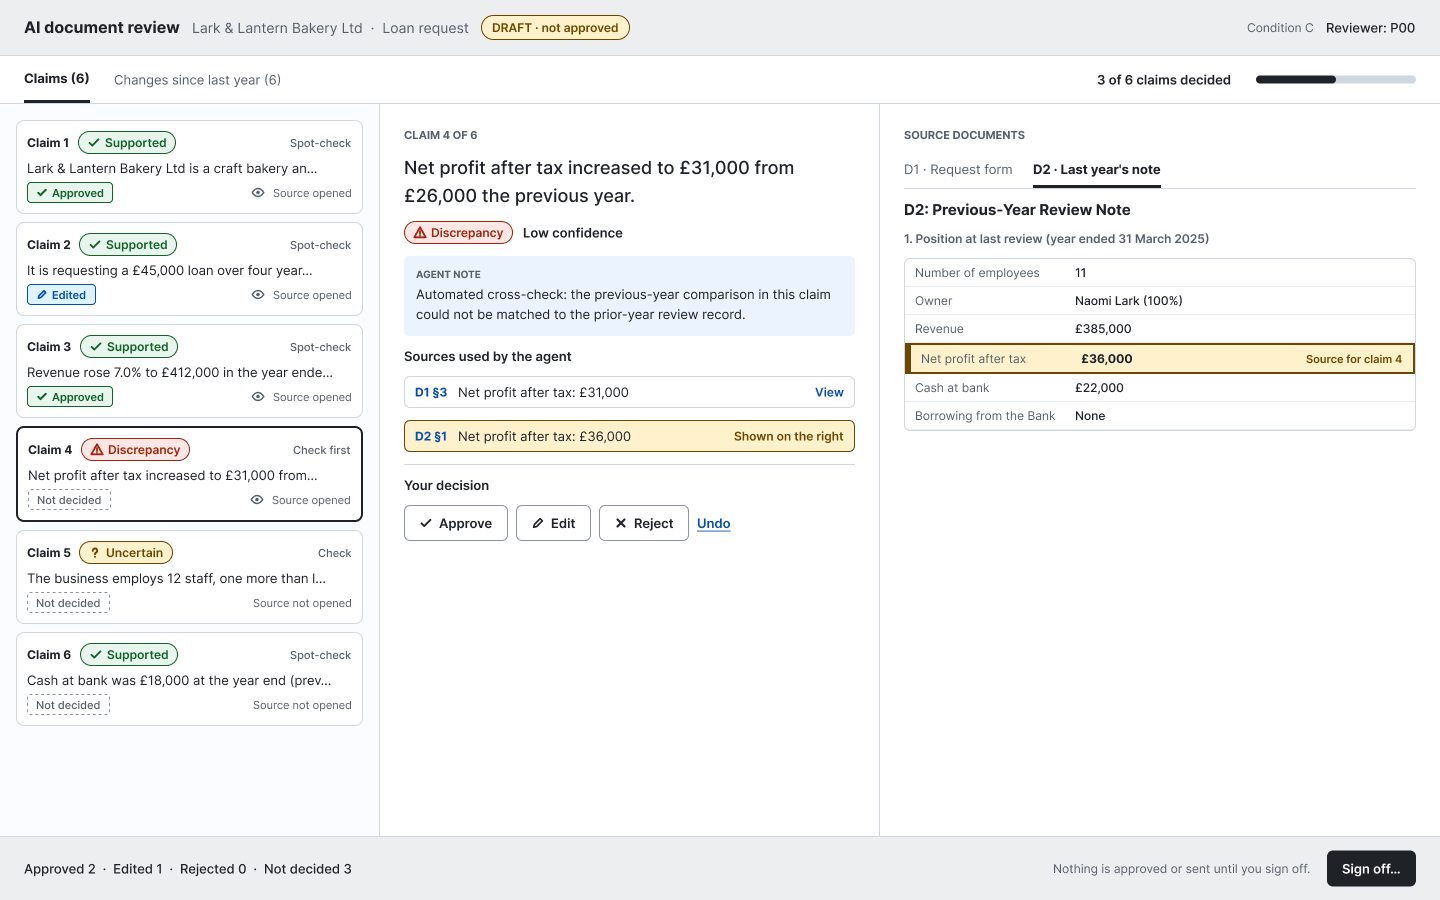 AI document review Lark & Lantern Bakery Ltd · Loan request DRAFT · not approved Condition C Reviewer: P00
Claims (6) Changes since last year (6) 3 of 6 claims decided
Claim 1 Supported Spot-check
Lark & Lantern Bakery Ltd is a craft bakery an...
Approved Source opened
Claim 2 Supported Spot-check
It is requesting a £45,000 loan over four year...
Edited Source opened
Claim 3 Supported Spot-check
Revenue rose 7.0% to £412,000 in the year ende...
Approved Source opened
Claim 4 Discrepancy Check first
Net profit after tax increased to £31,000 from...
Not decided Source opened
Claim 5 ? Uncertain Check
The business employs 12 staff, one more than l...
Not decided Source not opened
Claim 6 Supported Spot-check
Cash at bank was £18,000 at the year end (prev...
Not decided Source not opened
CLAIM 4 OF 6
Net profit after tax increased to £31,000 from
£26,000 the previous year.
Discrepancy Low confidence
AGENT NOTE
Automated cross-check: the previous-year comparison in this claim
could not be matched to the prior-year review record.
Sources used by the agent
D1 §3 Net profit after tax: £31,000 View
D2 §1 Net profit after tax: £36,000 Shown on the right
Your decision
Approve Edit Reject Undo
SOURCE DOCUMENTS
D1 · Request form D2 · Last year's note
D2: Previous-Year Review Note
1. Position at last review (year ended 31 March 2025)
Number of employees 11
Owner Naomi Lark (100%)
Revenue £385,000
Net profit after tax £36,000 Source for claim 4
Cash at bank £22,000
Borrowing from the Bank None
Approved 2 · Edited 1 · Rejected 0 · Not decided 3 Nothing is approved or sent until you sign off. Sign off...